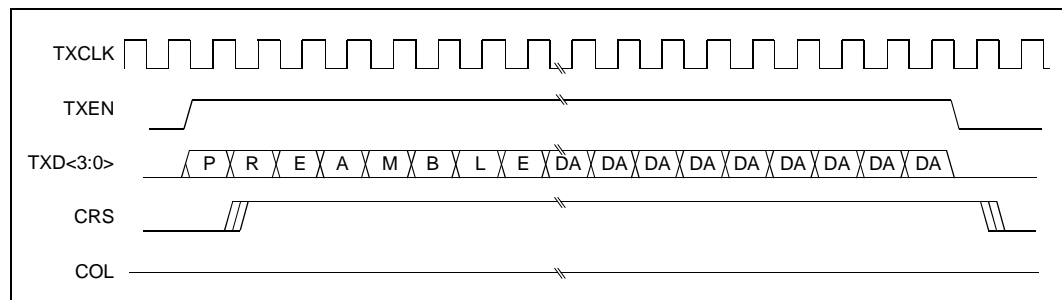 TXCLK
TXEN
TXD<3:0> P R E A M B L E DA DA DA DA DA DA DA DA DA
CRS
COL